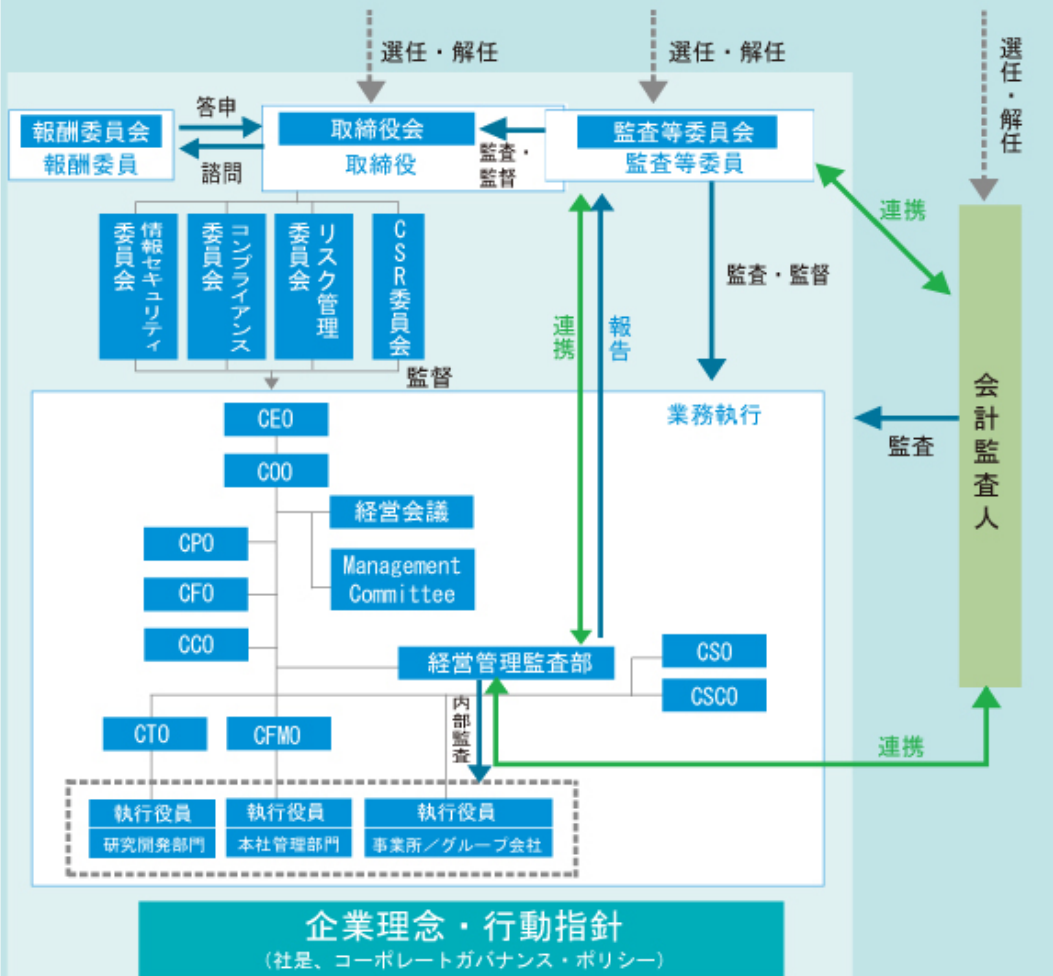 選任・解任
選任・解任
選任・解任
報酬委員会
報酬委員
答申
諮問
取締役会
取締役
監査・
監督
監査等委員会
監査等委員
連携
情報セキュリティ
委員会
コンプライアンス
委員会
リスク管理
委員会
CSR委員会
監督
連携
報告
監査・監督
会計監査人
監査
業務執行
CEO
COO
経営会議
Management
Committee
CPO
CFO
CCO
経営管理監査部
CSO
CSCO
内部監査
CTO
CFMO
連携
執行役員
研究開発部門
執行役員
本社管理部門
執行役員
事業所／グループ会社
企業理念・行動指針
（社是、コーポレートガバナンス・ポリシー）